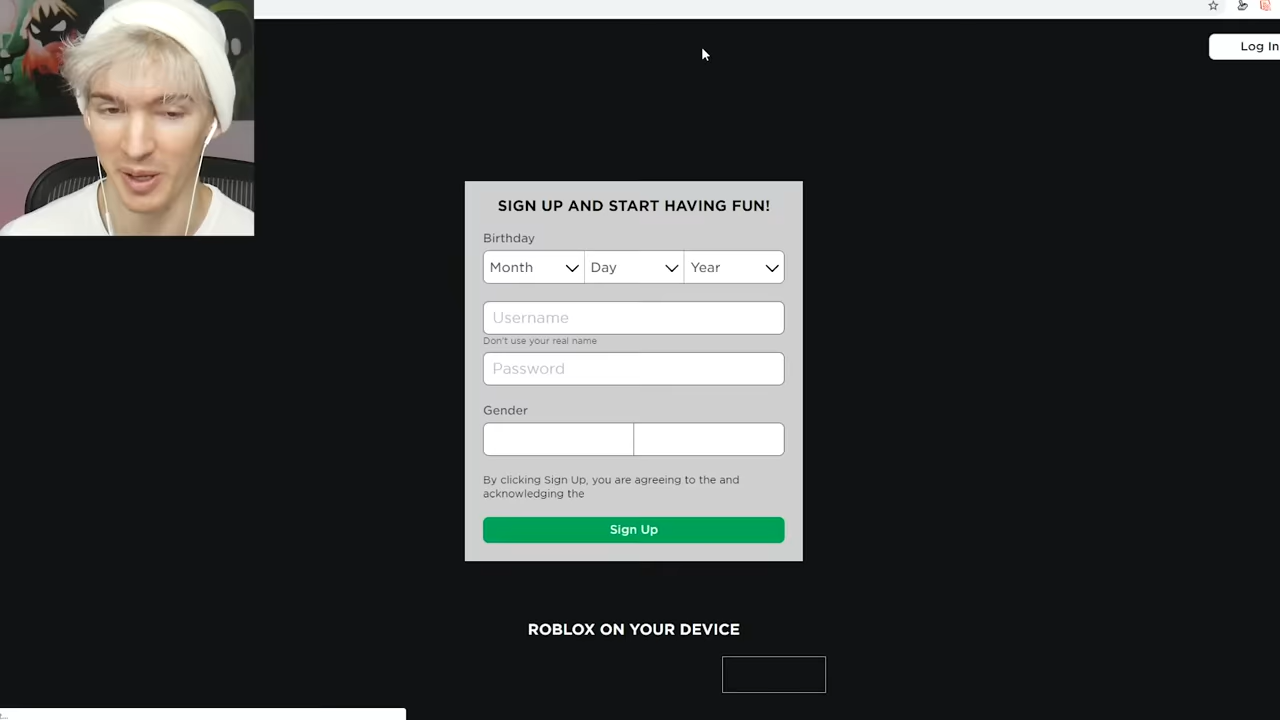 Log In
SIGN UP AND START HAVING FUN!
Birthday
Month Day Year
Username
Don't use your real name
Password
Gender
By clicking Sign Up, you are agreeing to the and
acknowledging the
Sign Up
ROBLOX ON YOUR DEVICE